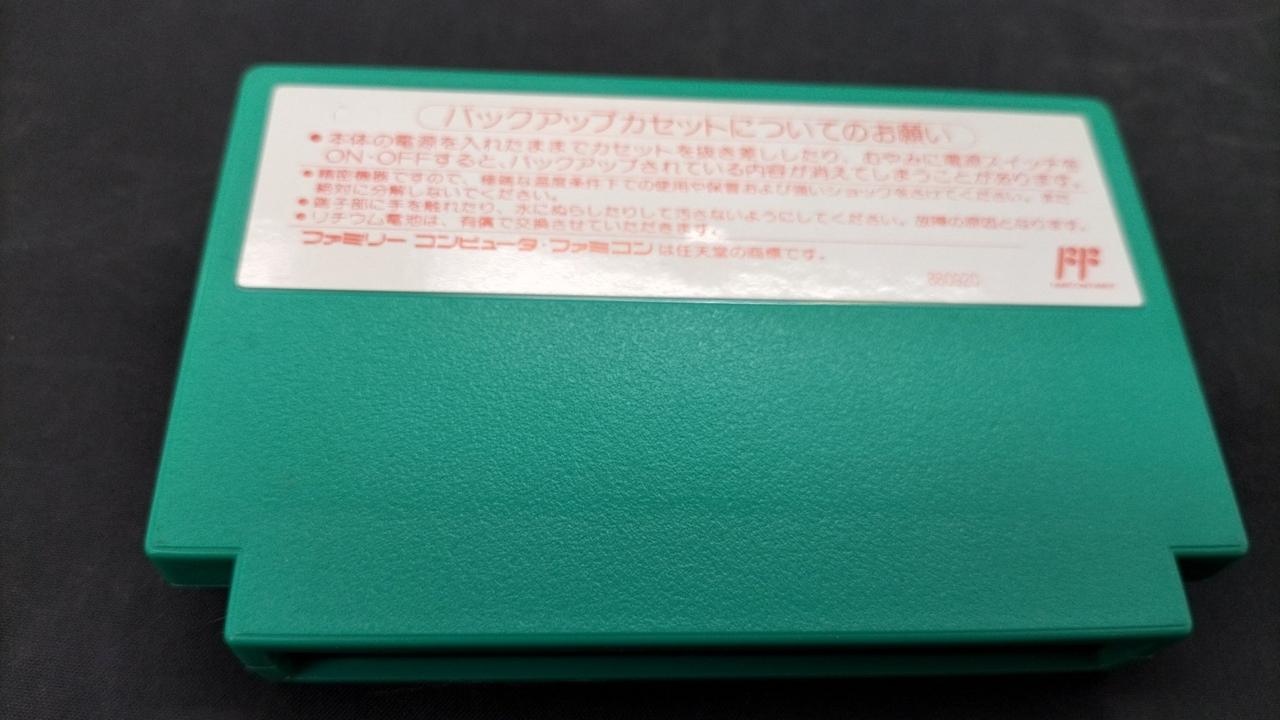 バックアップカセットについてのお願い
●本体の電源を入れたままでカセットを抜き差ししたり、むやみに電源スイッチを
ON・OFFすると、バックアップされている内容が消えてしまうことがあります。
●精密機器ですので、極端な温度条件下での使用や保管および強いショックをさけてください。また
絶対に分解しないでください。
●端子部に手を触れたり、水にぬらしたりして汚さないようにしてください。故障の原因となります。
●リチウム電池は、有償で交換させていただきます。
ファミリー コンピュータ・ファミコンは任天堂の商標です。
FF